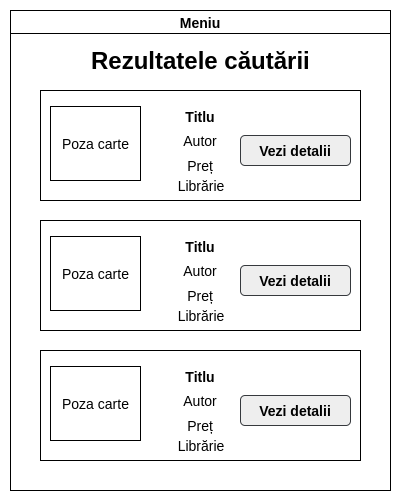 Meniu
Rezultatele căutării
Poza carte
Titlu
Autor
Preț
Librărie
Vezi detalii
Poza carte
Titlu
Autor
Preț
Librărie
Vezi detalii
Poza carte
Titlu
Autor
Preț
Librărie
Vezi detalii